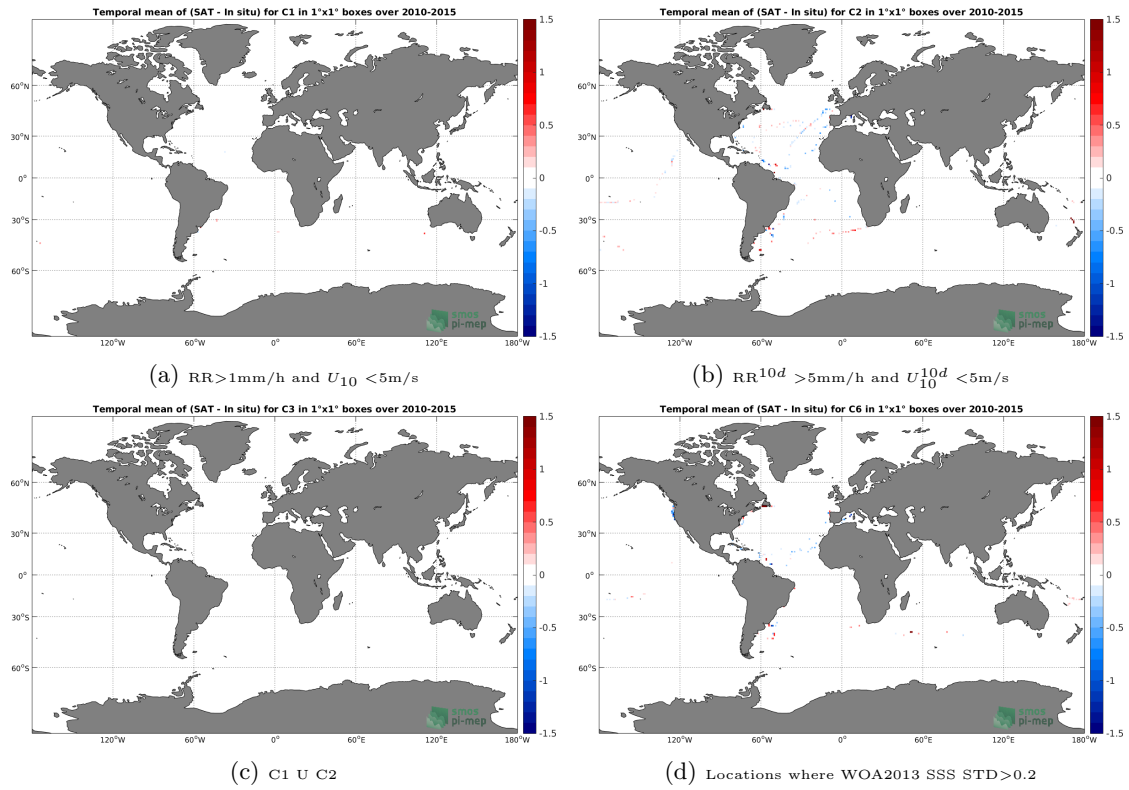 Temporal mean of (SAT - In situ) for C1 in 1°x1° boxes over 2010-2015
60°N
30°N
0°
30°S
60°S
120°W 60°W 0° 60°E 120°E 180°W
1.5
1
0.5
0
-0.5
-1
-1.5
smos
pi-mep
(a) RR>1mm/h and U10 <5m/s
Temporal mean of (SAT - In situ) for C2 in 1°x1° boxes over 2010-2015
60°N
30°N
0°
30°S
60°S
120°W 60°W 0° 60°E 120°E 180°W
1.5
1
0.5
0
-0.5
-1
-1.5
smos
pi-mep
(b) RR^10d >5mm/h and U10^10d <5m/s
Temporal mean of (SAT - In situ) for C3 in 1°x1° boxes over 2010-2015
60°N
30°N
0°
30°S
60°S
120°W 60°W 0° 60°E 120°E 180°W
1.5
1
0.5
0
-0.5
-1
-1.5
smos
pi-mep
(c) C1 U C2
Temporal mean of (SAT - In situ) for C6 in 1°x1° boxes over 2010-2015
60°N
30°N
0°
30°S
60°S
120°W 60°W 0° 60°E 120°E 180°W
1.5
1
0.5
0
-0.5
-1
-1.5
smos
pi-mep
(d) Locations where WOA2013 SSS STD>0.2